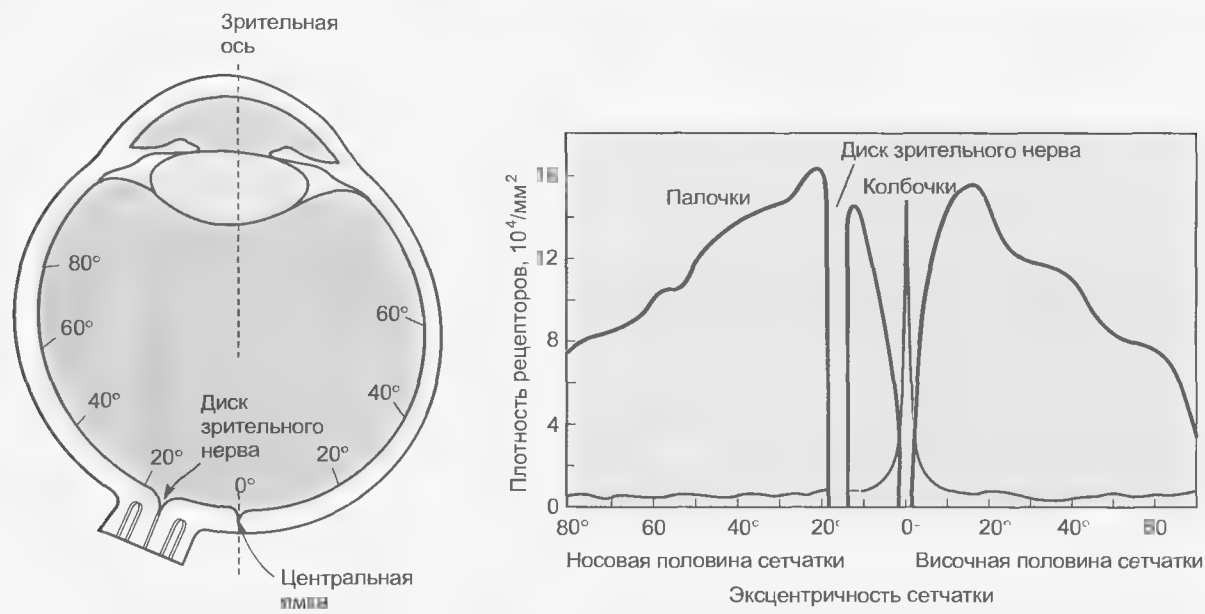 Зрительная
ось
80°
60°
40°
Диск
зрительного
нерва
20°
0°
20°
40°
60°
Центральная
Плотность рецепторов, 10⁴/мм²
12
8
4
0
Палочки
Диск зрительного нерва
Колбочки
80° 60 40° 20° 0 20° 40°
Носовая половина сетчатки Височная половина сетчатки
Эксцентричность сетчатки